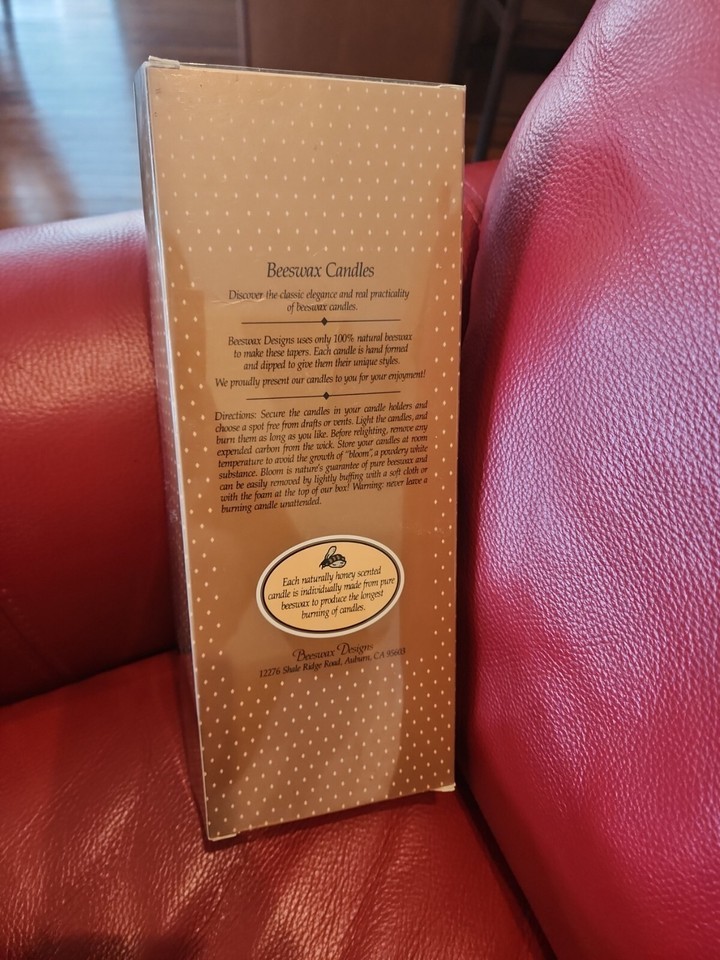 Beeswax Candles
Discover the classic elegance and real practicality
of beeswax candles.
Beeswax Designs uses only 100% natural beeswax
to make these tapers. Each candle is hand formed
and dipped to give them their unique styles.
We proudly present our candles to you for your enjoyment!
Directions: Secure the candles in your candle holders and
choose a spot free from drafts or vents. Light the candles, and
burn them as long as you like. Before relighting, remove any
expended carbon from the wick. Store your candles at room
temperature to avoid the growth of "bloom", a powdery white
substance. Bloom is nature's guarantee of pure beeswax and
can be easily removed by lightly buffing with a soft cloth or
with the foam at the top of our box! Warning: never leave a
burning candle unattended.
Each naturally honey scented
candle is individually made from pure
beeswax to produce the longest
burning of candles.
Beeswax Designs
12276 Shale Ridge Road, Auburn, CA 95603